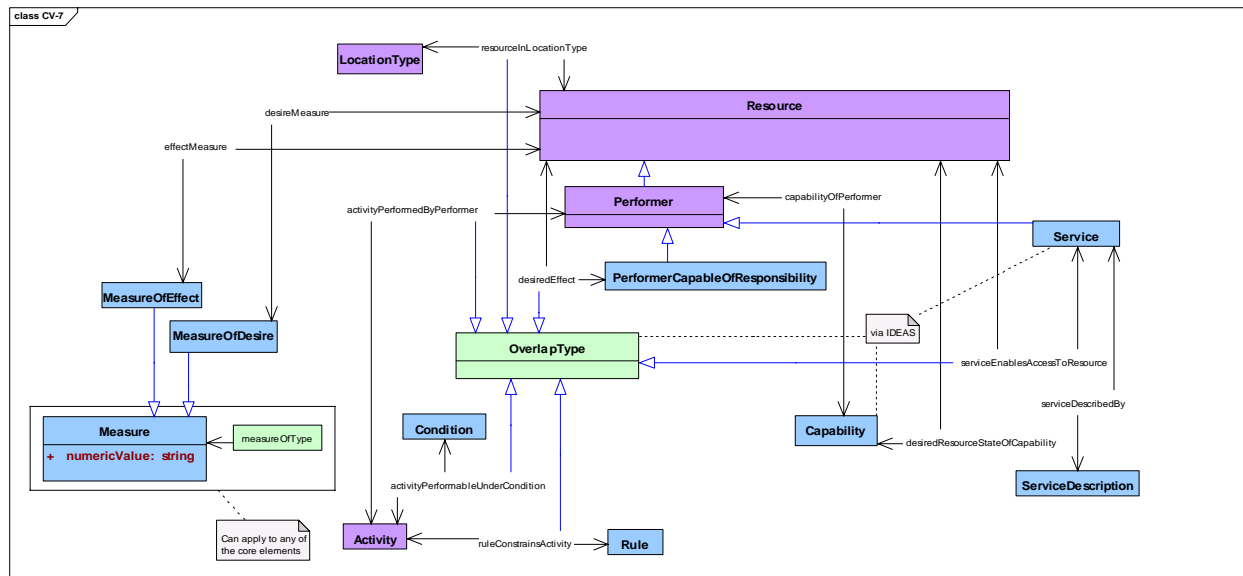 class CV-7
LocationType
resourceInLocationType
Resource
desireMeasure
effectMeasure
Performer
capabilityOfPerformer
activityPerformedByPerformer
Service
desiredEffect
PerformerCapableOfResponsibility
MeasureOfEffect
MeasureOfDesire
via IDEAS
OverlapType
serviceEnablesAccessToResource
serviceDescribedBy
Measure
measureOfType
+ numericValue: string
Condition
Capability
desiredResourceStateOfCapability
activityPerformableUnderCondition
ServiceDescription
Can apply to any of
the core elements
Activity
ruleConstrainsActivity
Rule